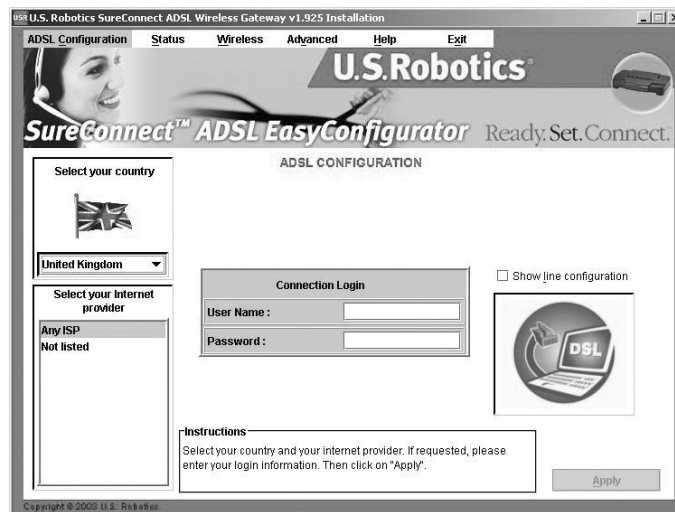 U.S. Robotics SureConnect ADSL Wireless Gateway v1.925 Installation
ADSL Configuration Status Wireless Advanced Help Exit
U.S.Robotics®
SureConnect™ ADSL EasyConfigurator Ready. Set. Connect.
ADSL CONFIGURATION
Select your country
United Kingdom
Select your Internet
provider
Any ISP
Not listed
Connection Login
User Name :
Password :
Show line configuration
DSL
Instructions
Select your country and your internet provider. If requested, please
enter your login information. Then click on "Apply".
Apply
Copyright © 2003 U.S. Robotics